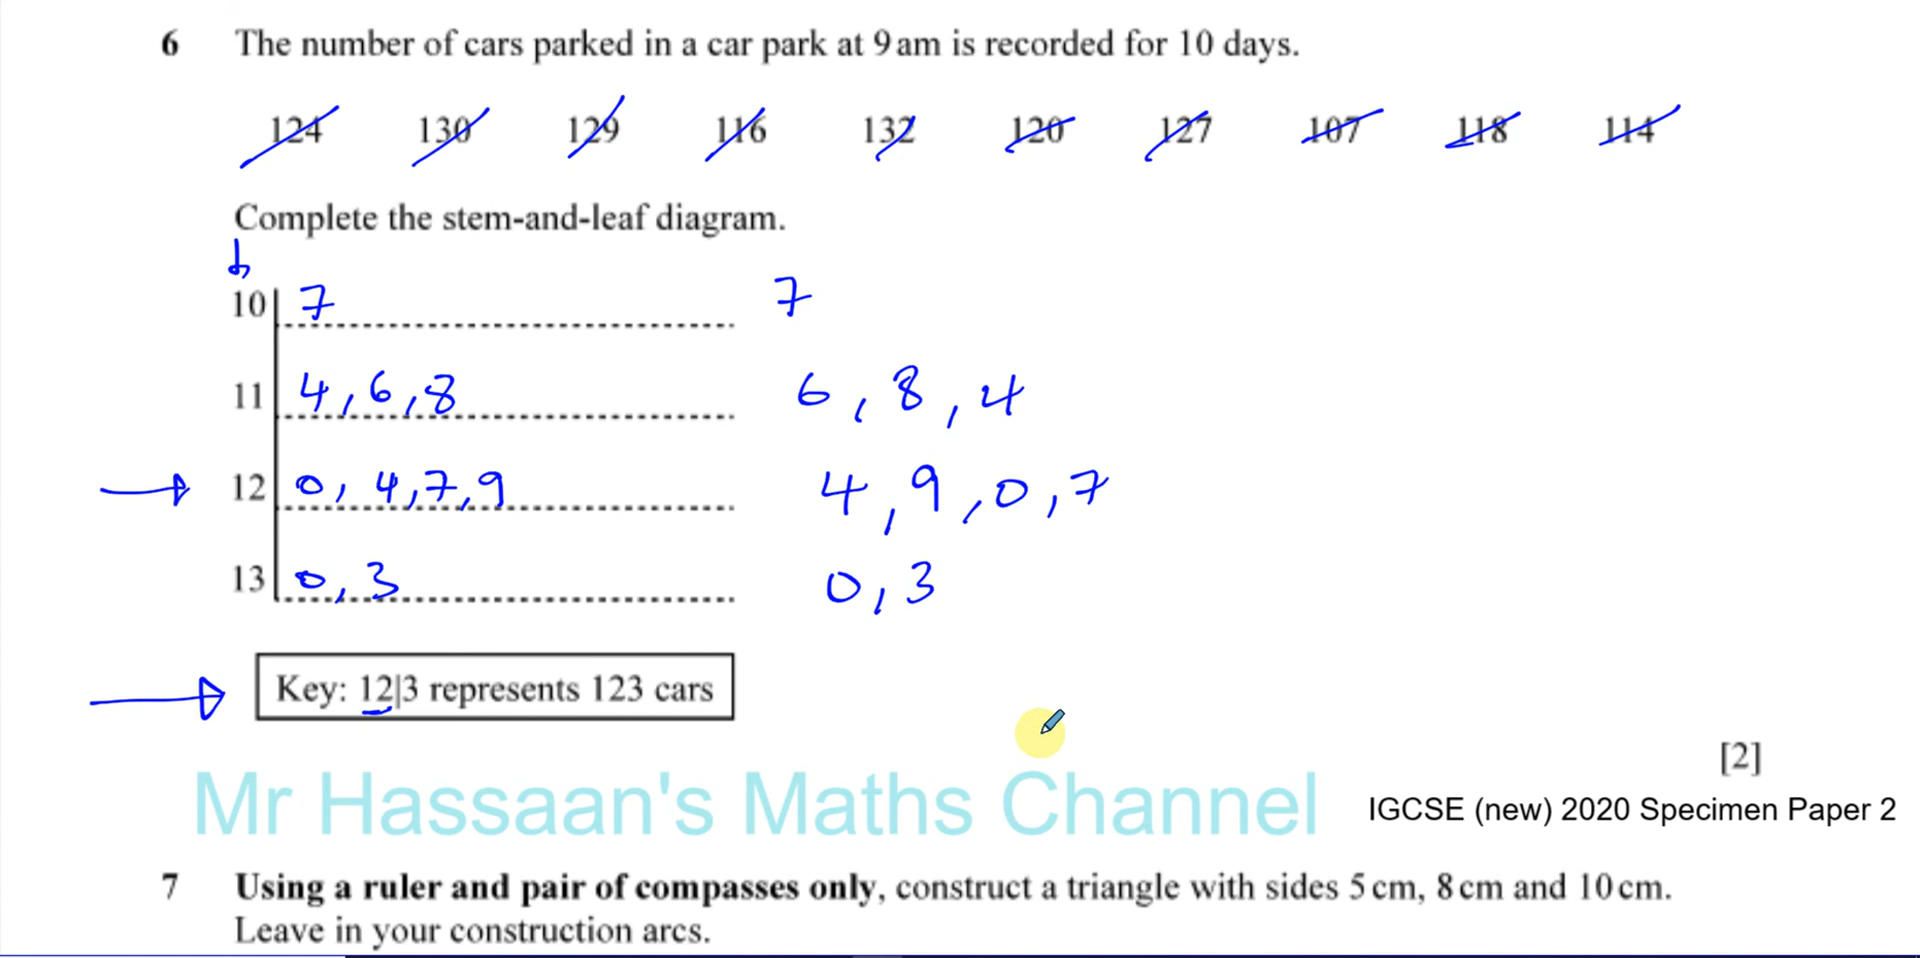 6 The number of cars parked in a car park at 9 am is recorded for 10 days.
124 130 129 116 132 120 127 107 118 114
Complete the stem-and-leaf diagram.
10 | 7 7
11 | 4, 6, 8 6, 8, 4
12 | 0, 4, 7, 9 4, 9, 0, 7
13 | 0, 3 0, 3
Key: 12|3 represents 123 cars
[2]
Mr Hassaan's Maths Channel
IGCSE (new) 2020 Specimen Paper 2
7 Using a ruler and pair of compasses only, construct a triangle with sides 5 cm, 8 cm and 10 cm.
Leave in your construction arcs.